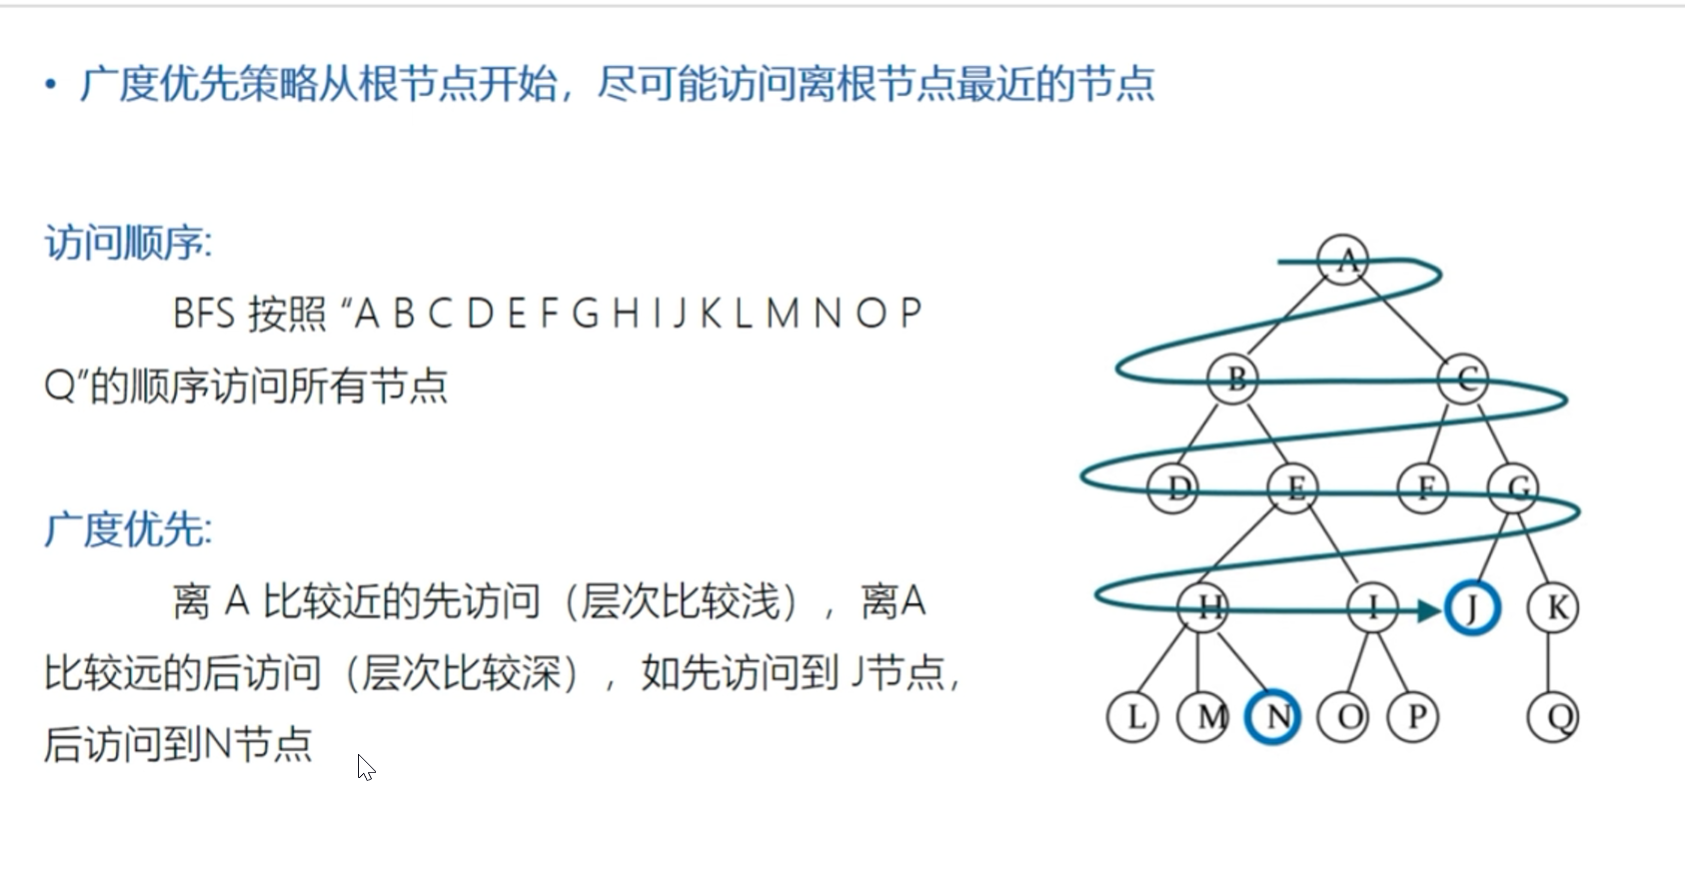 • 广度优先策略从根节点开始，尽可能访问离根节点最近的节点
访问顺序:
BFS 按照 “A B C D E F G H I J K L M N O P
Q”的顺序访问所有节点
广度优先:
离 A 比较近的先访问（层次比较浅），离A
比较远的后访问（层次比较深），如先访问到 J节点，
后访问到N节点
A
B C
D E F G
H I J K
L M N O P Q